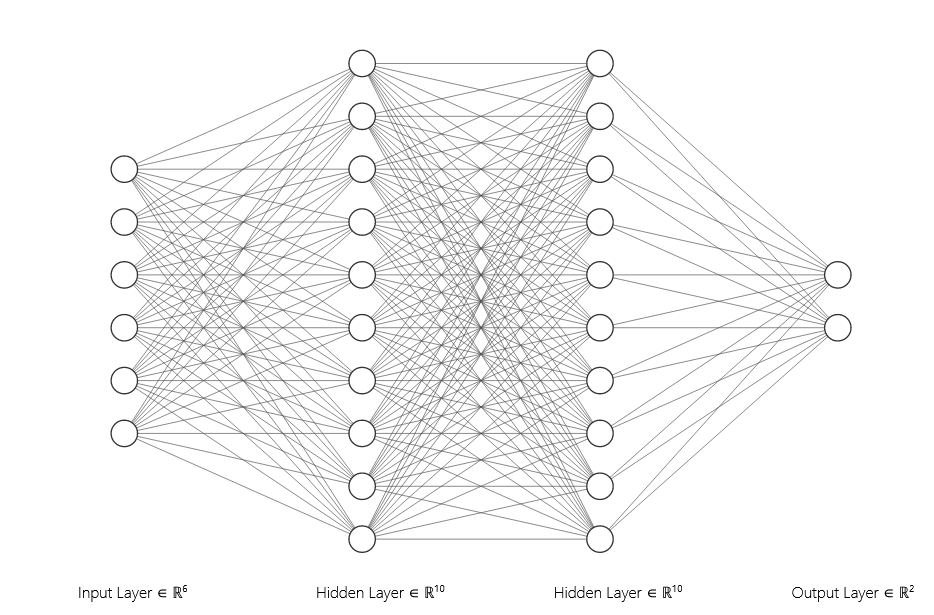 Input Layer ∈ ℝ⁶
Hidden Layer ∈ ℝ¹⁰
Hidden Layer ∈ ℝ¹⁰
Output Layer ∈ ℝ²